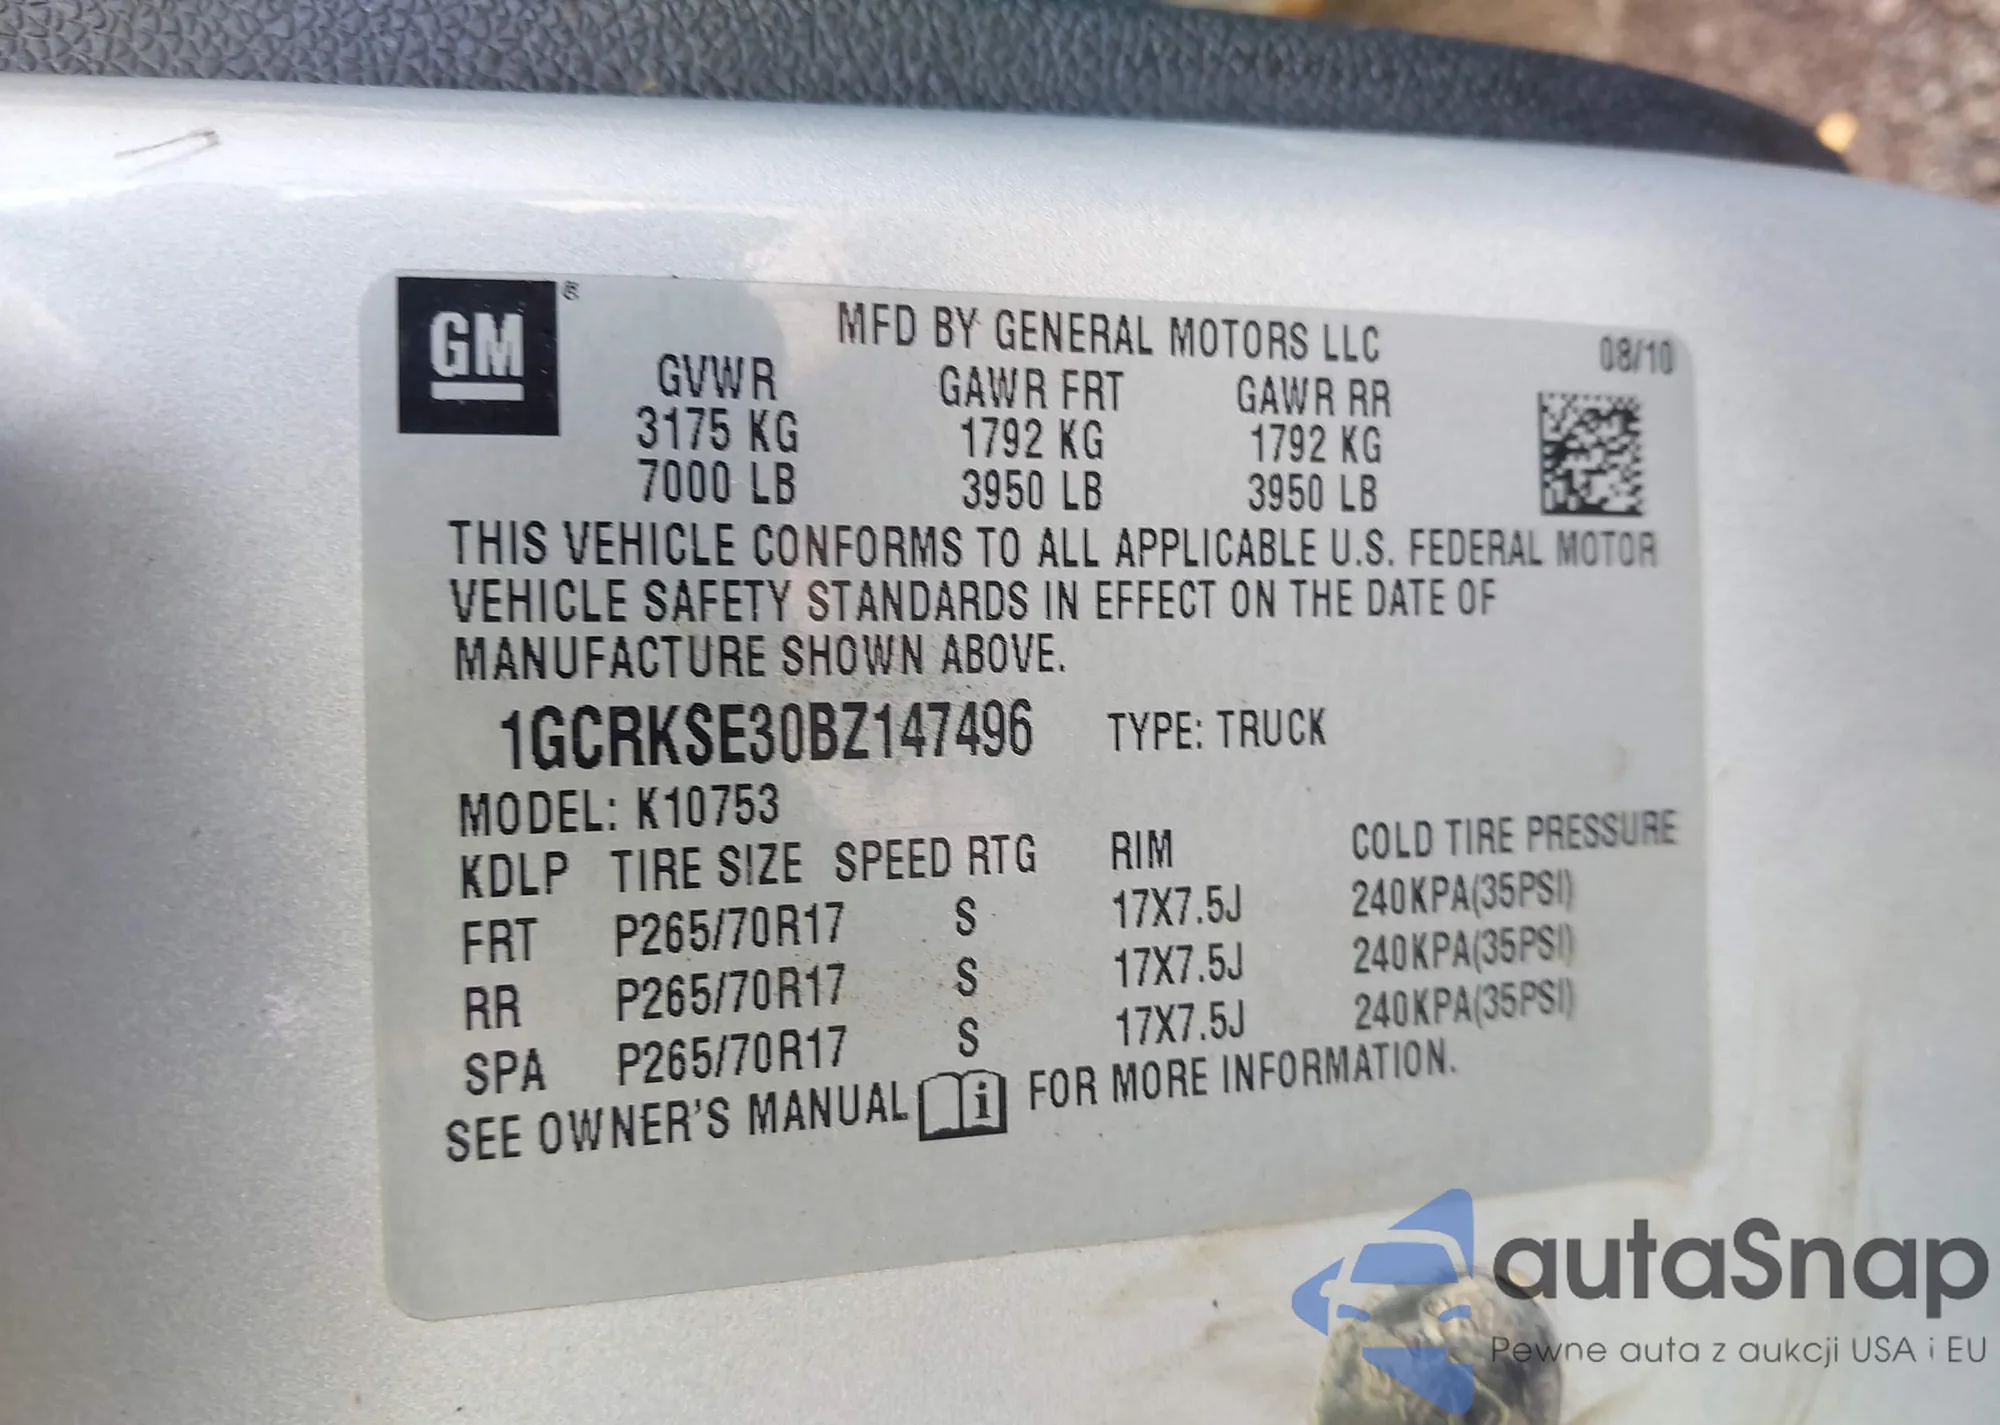 GM ®
MFD BY GENERAL MOTORS LLC 08/10
GVWR GAWR FRT GAWR RR
3175 KG 1792 KG 1792 KG
7000 LB 3950 LB 3950 LB
THIS VEHICLE CONFORMS TO ALL APPLICABLE U.S. FEDERAL MOTOR
VEHICLE SAFETY STANDARDS IN EFFECT ON THE DATE OF
MANUFACTURE SHOWN ABOVE.
1GCRKSE30BZ147496 TYPE: TRUCK
MODEL: K10753
KDLP TIRE SIZE SPEED RTG RIM COLD TIRE PRESSURE
FRT P265/70R17 S 17X7.5J 240KPA(35PSI)
RR P265/70R17 S 17X7.5J 240KPA(35PSI)
SPA P265/70R17 S 17X7.5J 240KPA(35PSI)
SEE OWNER'S MANUAL i FOR MORE INFORMATION.
autaSnap
Pewne auta z aukcji USA i EU